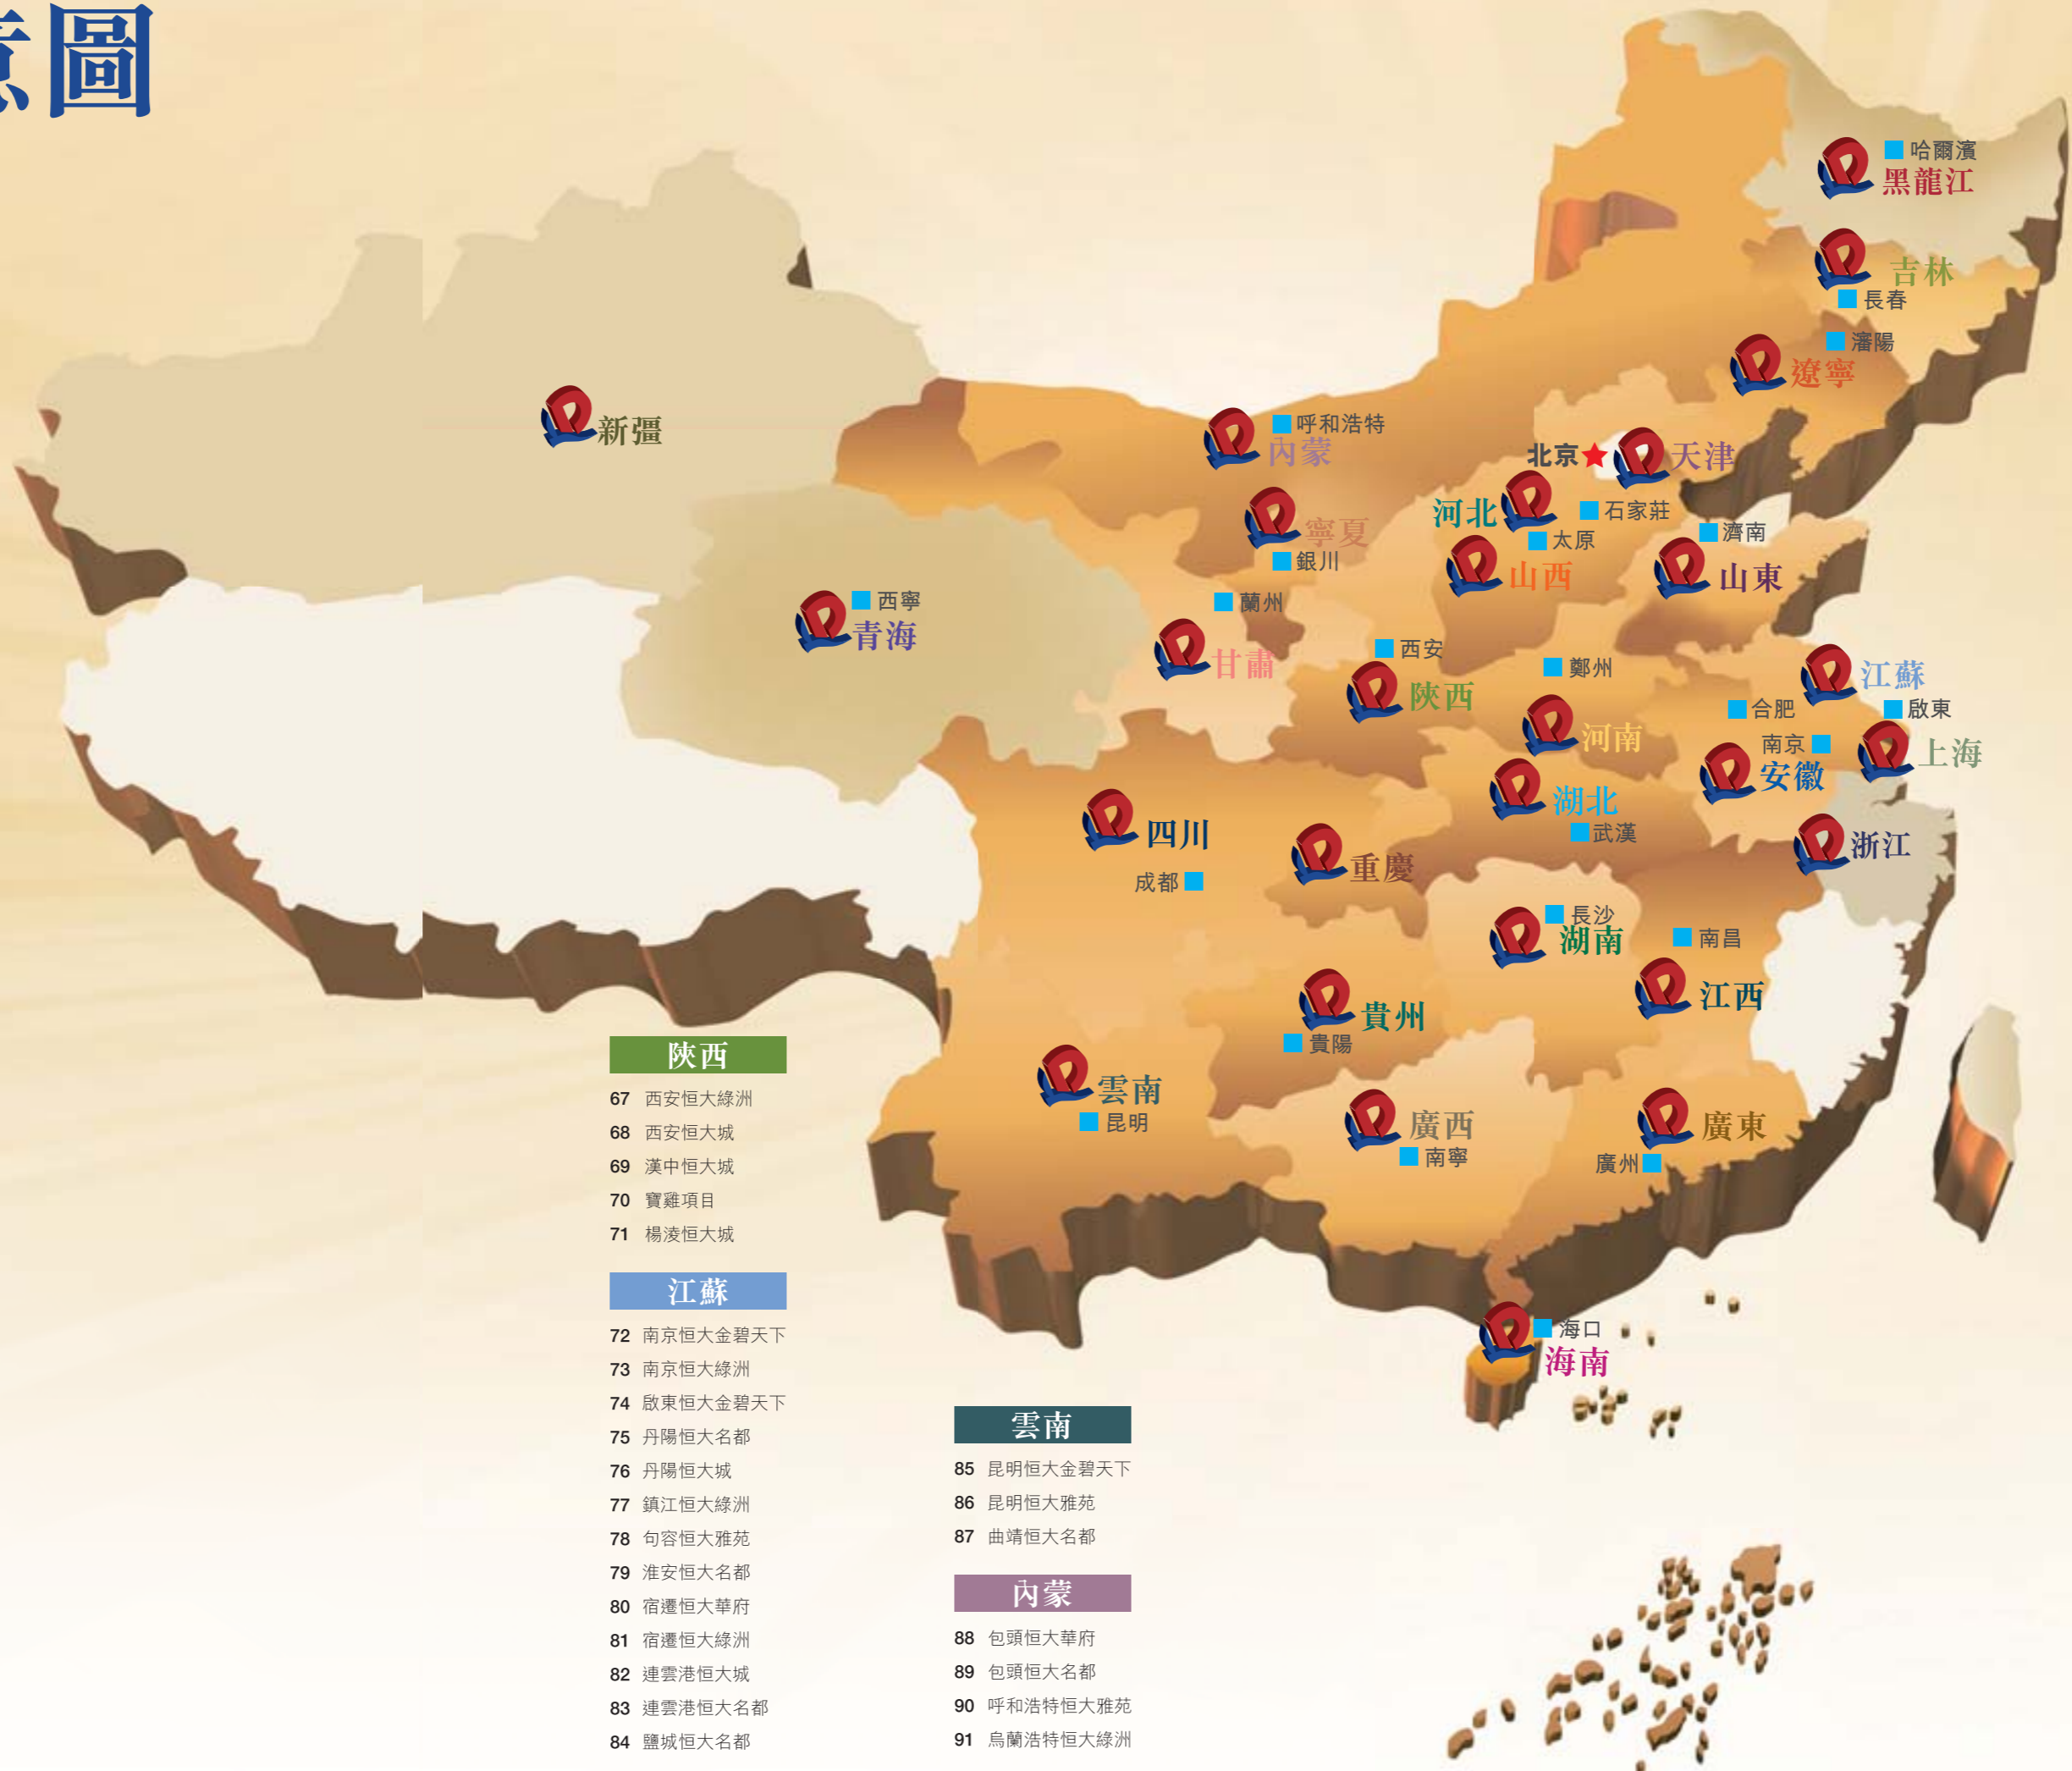 意圖
哈爾濱
黑龍江
吉林
長春
瀋陽
遼寧
新疆
呼和浩特
內蒙
北京
天津
河北
石家莊
寧夏
太原
濟南
銀川
山西
山東
西寧
青海
蘭州
甘肅
西安
陝西
鄭州
江蘇
合肥
啟東
河南
南京
安徽
上海
湖北
武漢
四川
成都
重慶
浙江
長沙
湖南
南昌
江西
貴州
貴陽
雲南
昆明
廣西
南寧
廣東
廣州
海口
海南
陝西
67 西安恒大綠洲
68 西安恒大城
69 漢中恒大城
70 寶雞項目
71 楊淩恒大城
江蘇
72 南京恒大金碧天下
73 南京恒大綠洲
74 啟東恒大金碧天下
75 丹陽恒大名都
76 丹陽恒大城
77 鎮江恒大綠洲
78 句容恒大雅苑
79 淮安恒大名都
80 宿遷恒大華府
81 宿遷恒大綠洲
82 連雲港恒大城
83 連雲港恒大名都
84 鹽城恒大名都
雲南
85 昆明恒大金碧天下
86 昆明恒大雅苑
87 曲靖恒大名都
內蒙
88 包頭恒大華府
89 包頭恒大名都
90 呼和浩特恒大雅苑
91 烏蘭浩特恒大綠洲